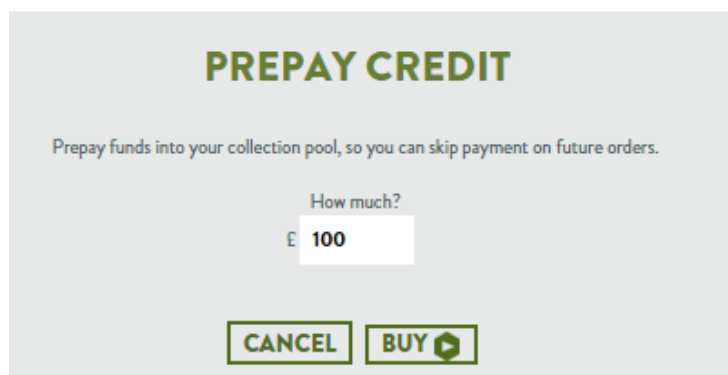 PREPAY CREDIT
Prepay funds into your collection pool, so you can skip payment on future orders.
How much?
£ 100
CANCEL BUY